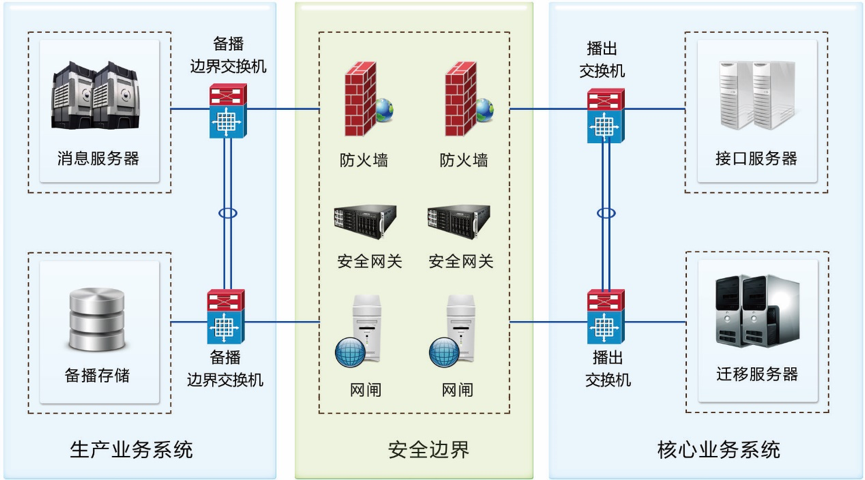 备播
边界交换机
消息服务器
备播存储
备播
边界交换机
生产业务系统
防火墙
防火墙
安全网关
安全网关
网闸
网闸
安全边界
播出
交换机
接口服务器
播出
交换机
迁移服务器
核心业务系统